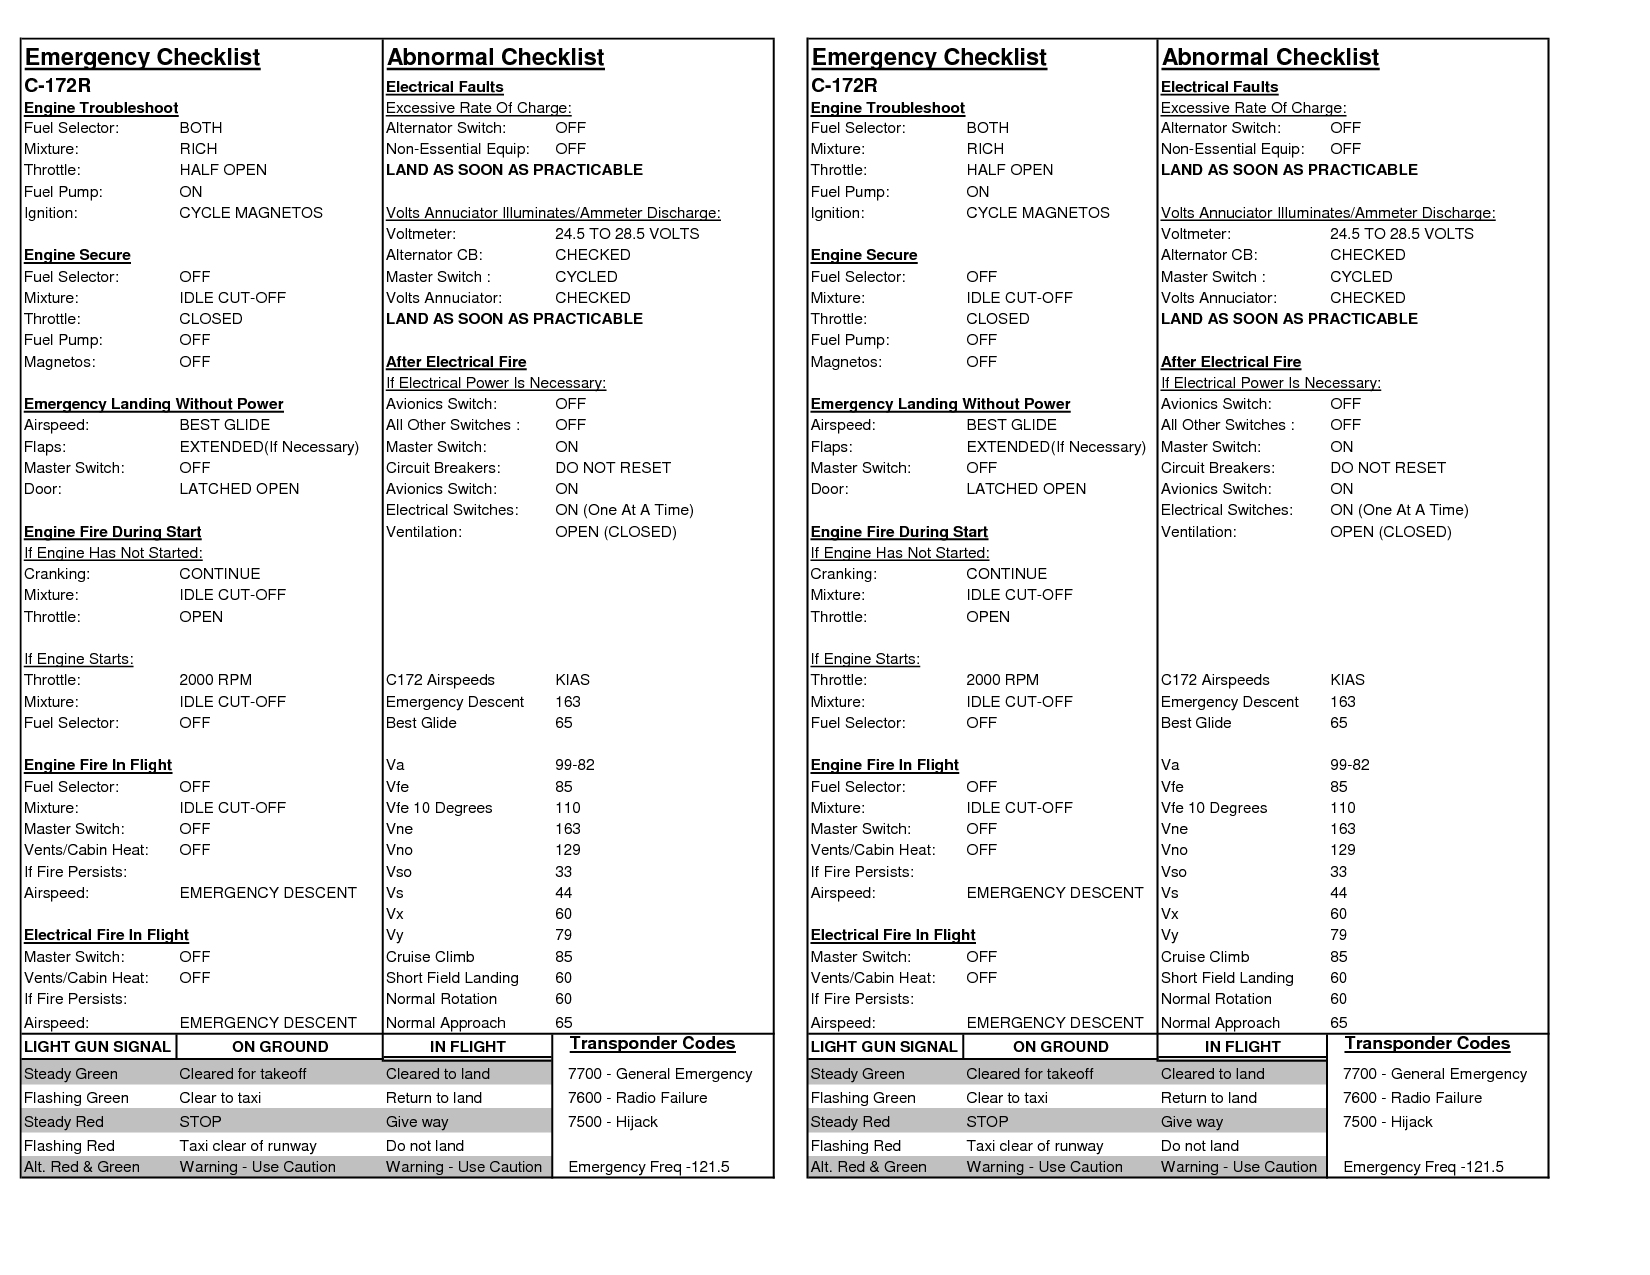 Emergency Checklist
C-172R
Engine Troubleshoot
Fuel Selector: BOTH
Mixture: RICH
Throttle: HALF OPEN
Fuel Pump: ON
Ignition: CYCLE MAGNETOS
Engine Secure
Fuel Selector: OFF
Mixture: IDLE CUT-OFF
Throttle: CLOSED
Fuel Pump: OFF
Magnetos: OFF
Emergency Landing Without Power
Airspeed: BEST GLIDE
Flaps: EXTENDED(If Necessary)
Master Switch: OFF
Door: LATCHED OPEN
Engine Fire During Start
If Engine Has Not Started:
Cranking: CONTINUE
Mixture: IDLE CUT-OFF
Throttle: OPEN
If Engine Starts:
Throttle: 2000 RPM
Mixture: IDLE CUT-OFF
Fuel Selector: OFF
Engine Fire In Flight
Fuel Selector: OFF
Mixture: IDLE CUT-OFF
Master Switch: OFF
Vents/Cabin Heat: OFF
If Fire Persists:
Airspeed: EMERGENCY DESCENT
Electrical Fire In Flight
Master Switch: OFF
Vents/Cabin Heat: OFF
If Fire Persists:
Airspeed: EMERGENCY DESCENT
Abnormal Checklist
Electrical Faults
Excessive Rate Of Charge:
Alternator Switch: OFF
Non-Essential Equip: OFF
LAND AS SOON AS PRACTICABLE
Volts Annuciator Illuminates/Ammeter Discharge:
Voltmeter: 24.5 TO 28.5 VOLTS
Alternator CB: CHECKED
Master Switch : CYCLED
Volts Annuciator: CHECKED
LAND AS SOON AS PRACTICABLE
After Electrical Fire
If Electrical Power Is Necessary:
Avionics Switch: OFF
All Other Switches : OFF
Master Switch: ON
Circuit Breakers: DO NOT RESET
Avionics Switch: ON
Electrical Switches: ON (One At A Time)
Ventilation: OPEN (CLOSED)
C172 Airspeeds KIAS
Emergency Descent 163
Best Glide 65
Va 99-82
Vfe 85
Vfe 10 Degrees 110
Vne 163
Vno 129
Vso 33
Vs 44
Vx 60
Vy 79
Cruise Climb 85
Short Field Landing 60
Normal Rotation 60
Normal Approach 65
LIGHT GUN SIGNAL ON GROUND IN FLIGHT
Steady Green Cleared for takeoff Cleared to land
Flashing Green Clear to taxi Return to land
Steady Red STOP Give way
Flashing Red Taxi clear of runway Do not land
Alt. Red & Green Warning - Use Caution Warning - Use Caution
Transponder Codes
7700 - General Emergency
7600 - Radio Failure
7500 - Hijack
Emergency Freq -121.5
Emergency Checklist
C-172R
Engine Troubleshoot
Fuel Selector: BOTH
Mixture: RICH
Throttle: HALF OPEN
Fuel Pump: ON
Ignition: CYCLE MAGNETOS
Engine Secure
Fuel Selector: OFF
Mixture: IDLE CUT-OFF
Throttle: CLOSED
Fuel Pump: OFF
Magnetos: OFF
Emergency Landing Without Power
Airspeed: BEST GLIDE
Flaps: EXTENDED(If Necessary)
Master Switch: OFF
Door: LATCHED OPEN
Engine Fire During Start
If Engine Has Not Started:
Cranking: CONTINUE
Mixture: IDLE CUT-OFF
Throttle: OPEN
If Engine Starts:
Throttle: 2000 RPM
Mixture: IDLE CUT-OFF
Fuel Selector: OFF
Engine Fire In Flight
Fuel Selector: OFF
Mixture: IDLE CUT-OFF
Master Switch: OFF
Vents/Cabin Heat: OFF
If Fire Persists:
Airspeed: EMERGENCY DESCENT
Electrical Fire In Flight
Master Switch: OFF
Vents/Cabin Heat: OFF
If Fire Persists:
Airspeed: EMERGENCY DESCENT
Abnormal Checklist
Electrical Faults
Excessive Rate Of Charge:
Alternator Switch: OFF
Non-Essential Equip: OFF
LAND AS SOON AS PRACTICABLE
Volts Annuciator Illuminates/Ammeter Discharge:
Voltmeter: 24.5 TO 28.5 VOLTS
Alternator CB: CHECKED
Master Switch : CYCLED
Volts Annuciator: CHECKED
LAND AS SOON AS PRACTICABLE
After Electrical Fire
If Electrical Power Is Necessary:
Avionics Switch: OFF
All Other Switches : OFF
Master Switch: ON
Circuit Breakers: DO NOT RESET
Avionics Switch: ON
Electrical Switches: ON (One At A Time)
Ventilation: OPEN (CLOSED)
C172 Airspeeds KIAS
Emergency Descent 163
Best Glide 65
Va 99-82
Vfe 85
Vfe 10 Degrees 110
Vne 163
Vno 129
Vso 33
Vs 44
Vx 60
Vy 79
Cruise Climb 85
Short Field Landing 60
Normal Rotation 60
Normal Approach 65
LIGHT GUN SIGNAL ON GROUND IN FLIGHT
Steady Green Cleared for takeoff Cleared to land
Flashing Green Clear to taxi Return to land
Steady Red STOP Give way
Flashing Red Taxi clear of runway Do not land
Alt. Red & Green Warning - Use Caution Warning - Use Caution
Transponder Codes
7700 - General Emergency
7600 - Radio Failure
7500 - Hijack
Emergency Freq -121.5